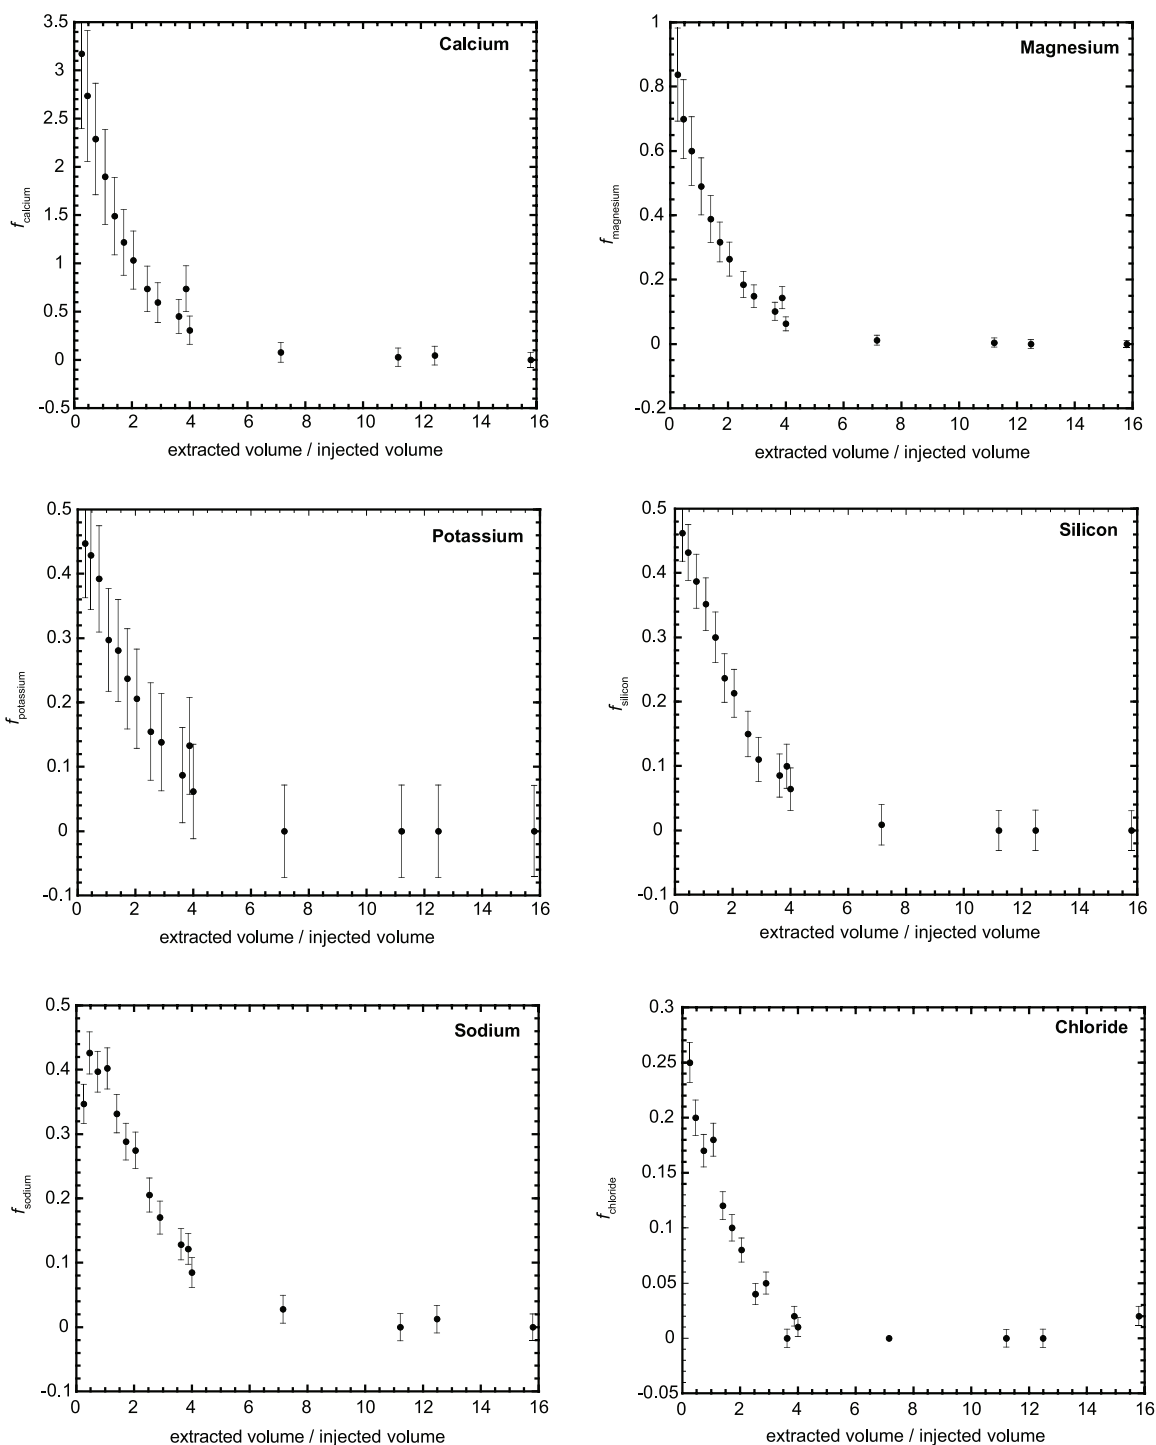 Calcium
3.5
3
2.5
2
1.5
1
0.5
0
-0.5
f calcium
0 2 4 6 8 10 12 14 16
extracted volume / injected volume
Magnesium
1
0.8
0.6
0.4
0.2
0
-0.2
f magnesium
0 2 4 6 8 10 12 14 16
extracted volume / injected volume
Potassium
0.5
0.4
0.3
0.2
0.1
0
-0.1
f potassium
0 2 4 6 8 10 12 14 16
extracted volume / injected volume
Silicon
0.5
0.4
0.3
0.2
0.1
0
-0.1
f silicon
0 2 4 6 8 10 12 14 16
extracted volume / injected volume
Sodium
0.5
0.4
0.3
0.2
0.1
0
-0.1
f sodium
0 2 4 6 8 10 12 14 16
extracted volume / injected volume
Chloride
0.3
0.25
0.2
0.15
0.1
0.05
0
-0.05
f chloride
0 2 4 6 8 10 12 14 16
extracted volume / injected volume